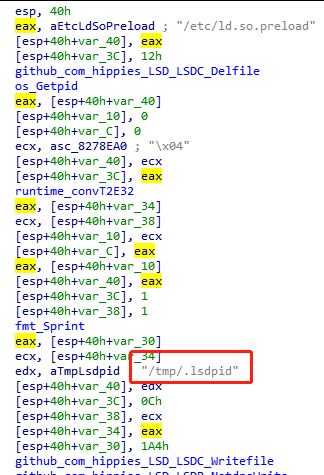 esp, 40h
eax, aEtcLdSoPreload ; "/etc/ld.so.preload"
[esp+40h+var_40], eax
[esp+40h+var_3C], 12h
github_com_hippies_LSD_LSDC_Delfile
os_Getpid
eax, [esp+40h+var_40]
[esp+40h+var_10], 0
[esp+40h+var_C], 0
ecx, asc_8278EA0 ; "\x04"
[esp+40h+var_40], ecx
[esp+40h+var_3C], eax
runtime_convT2E32
eax, [esp+40h+var_34]
ecx, [esp+40h+var_38]
[esp+40h+var_10], ecx
[esp+40h+var_C], eax
eax, [esp+40h+var_10]
[esp+40h+var_40], eax
[esp+40h+var_3C], 1
[esp+40h+var_38], 1
fmt_Sprint
eax, [esp+40h+var_30]
ecx, [esp+40h+var_34]
edx, aTmpLsdpid ; "/tmp/.lsdpid"
[esp+40h+var_40], edx
[esp+40h+var_3C], 0Ch
[esp+40h+var_38], ecx
[esp+40h+var_34], eax
[esp+40h+var_30], 1A4h
github_com_hippies_LSD_LSDC_Writefile